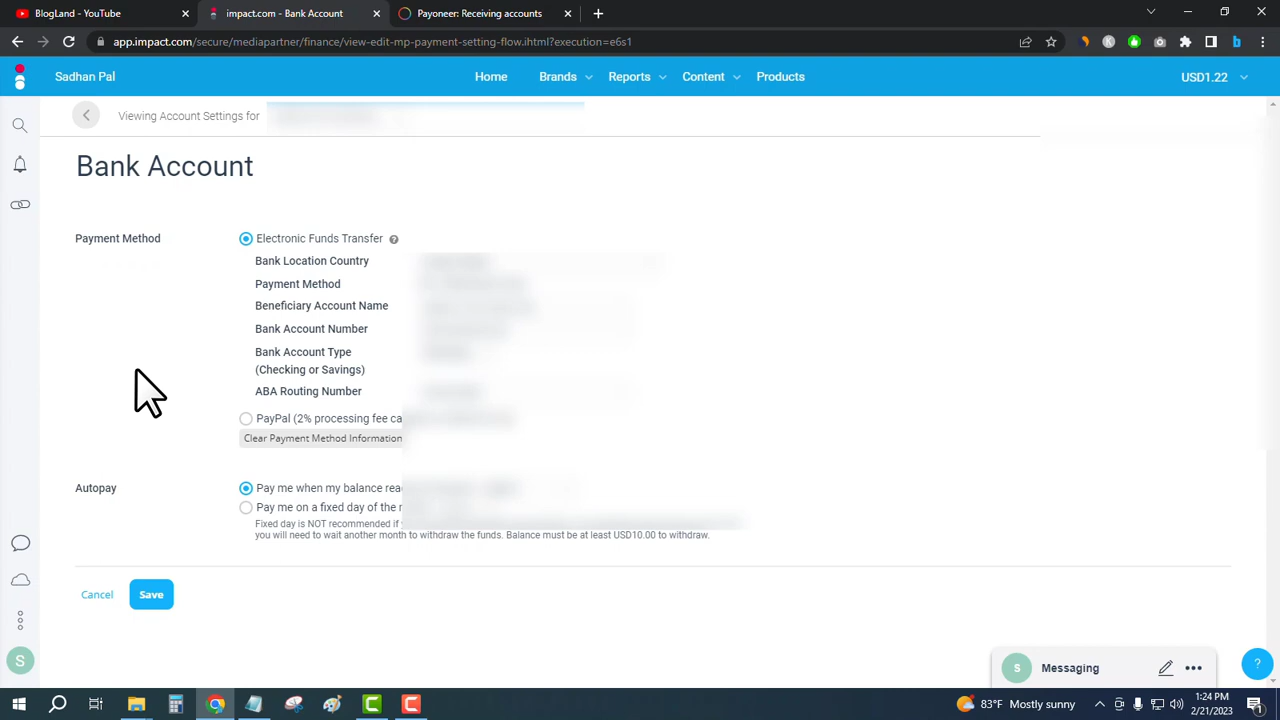 BlogLand - YouTube
impact.com - Bank Account
Payoneer: Receiving accounts
app.impact.com/secure/mediapartner/finance/view-edit-mp-payment-setting-flow.ihtml?execution=e6s1
Sadhan Pal
Home
Brands
Reports
Content
Products
USD1.22
Viewing Account Settings for
Bank Account
Payment Method
Electronic Funds Transfer
Bank Location Country
Payment Method
Beneficiary Account Name
Bank Account Number
Bank Account Type
(Checking or Savings)
ABA Routing Number
PayPal (2% processing fee
Clear Payment Method Information
Autopay
Pay me when my balance
Pay me on a fixed day of the
Fixed day is NOT recommended if
you will need to wait another month to withdraw the funds. Balance must be at least USD10.00 to withdraw.
Cancel
Save
S
S
Messaging
?
83°F Mostly sunny
1:24 PM
2/21/2023